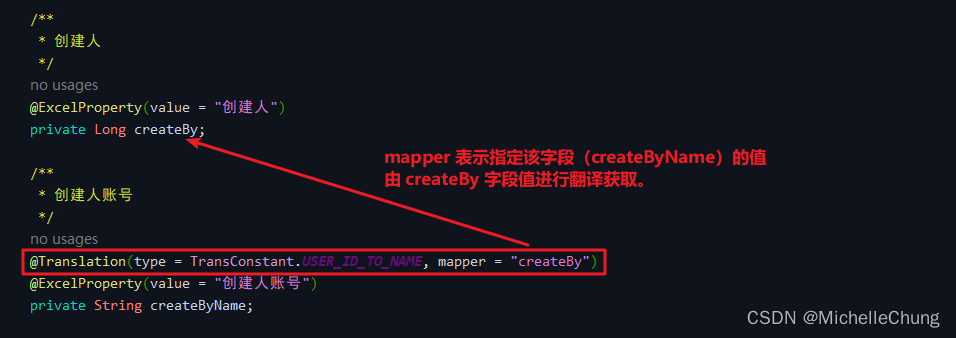 /**
* 创建人
*/
no usages
@ExcelProperty(value = "创建人")
private Long createBy;
mapper 表示指定该字段（createByName）的值
由 createBy 字段值进行翻译获取。
/**
* 创建人账号
*/
no usages
@Translation(type = TransConstant.USER_ID_TO_NAME, mapper = "createBy")
@ExcelProperty(value = "创建人账号")
private String createByName;
CSDN @MichelleChung